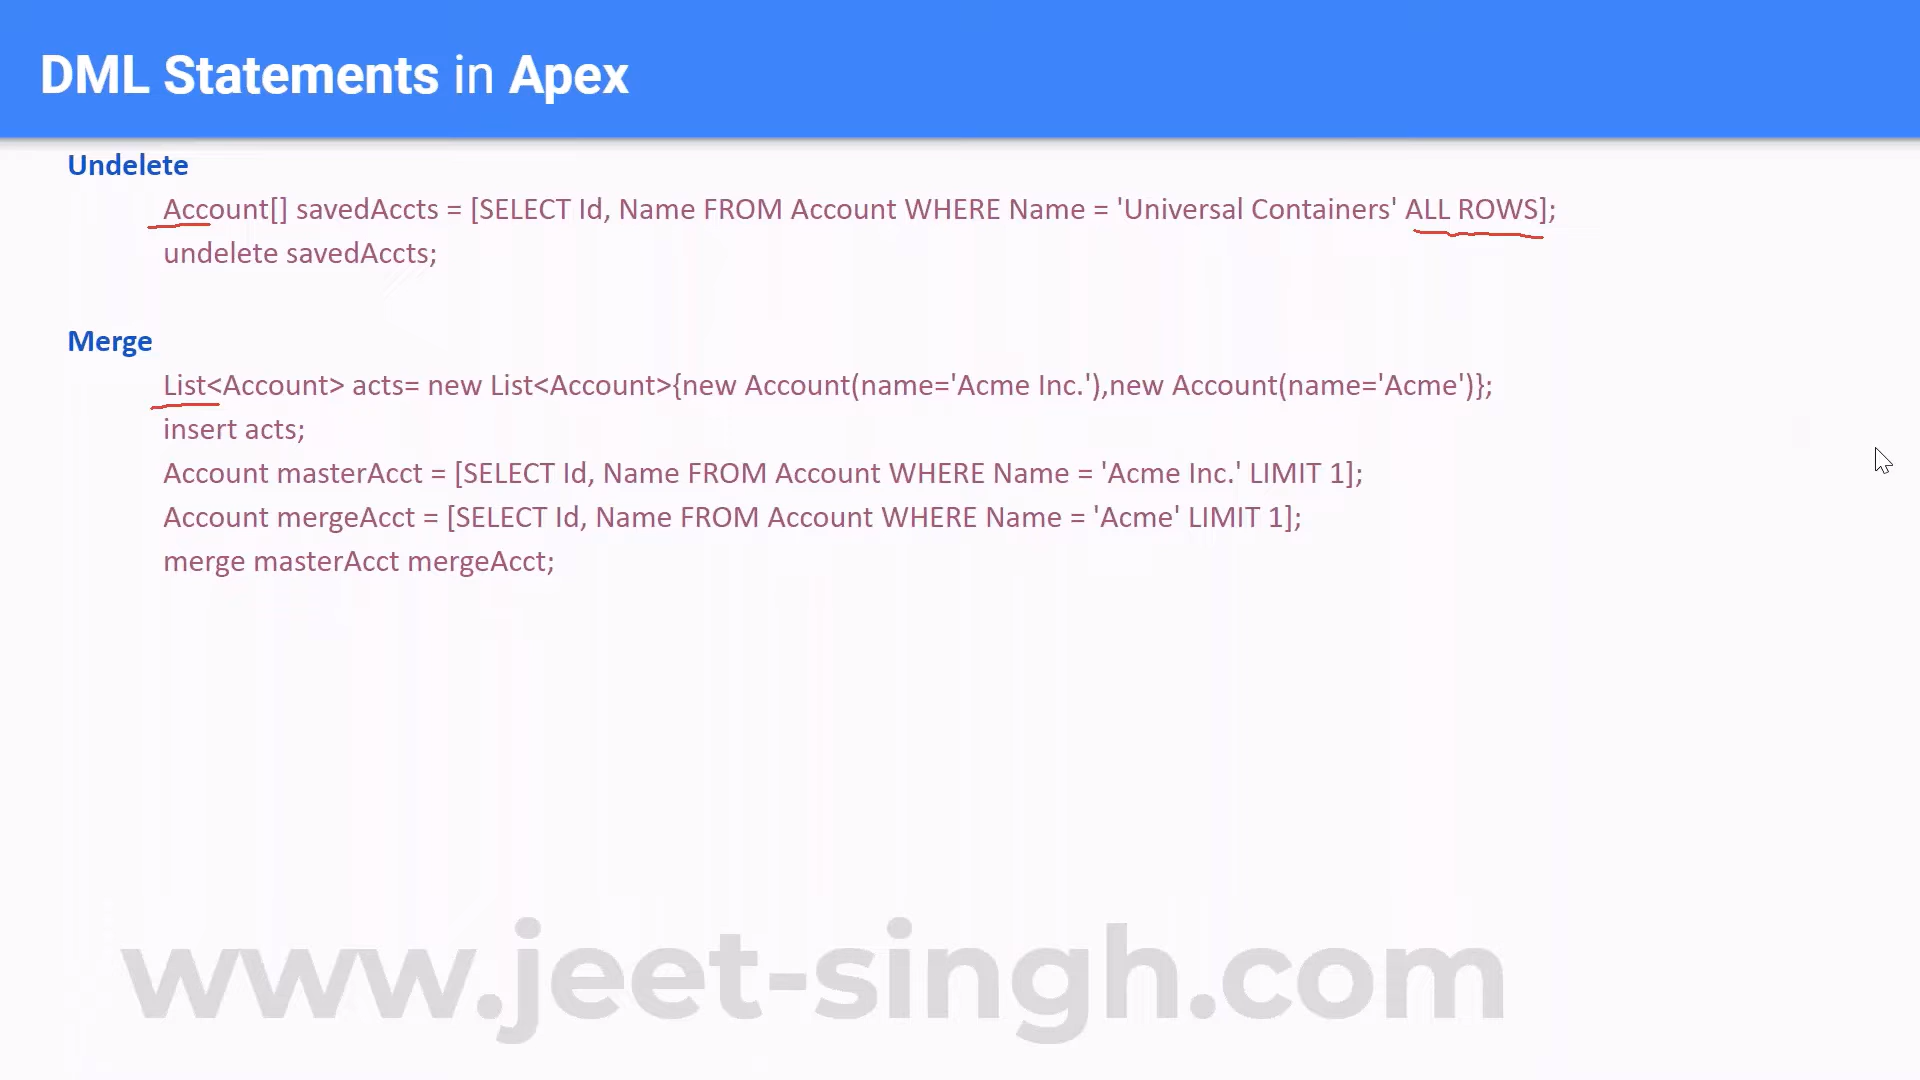 DML Statements in Apex
Undelete
Account[] savedAccts = [SELECT Id, Name FROM Account WHERE Name = 'Universal Containers' ALL ROWS];
undelete savedAccts;
Merge
List<Account> acts= new List<Account>{new Account(name='Acme Inc.'),new Account(name='Acme')};
insert acts;
Account masterAcct = [SELECT Id, Name FROM Account WHERE Name = 'Acme Inc.' LIMIT 1];
Account mergeAcct = [SELECT Id, Name FROM Account WHERE Name = 'Acme' LIMIT 1];
merge masterAcct mergeAcct;
www.jeet-singh.com